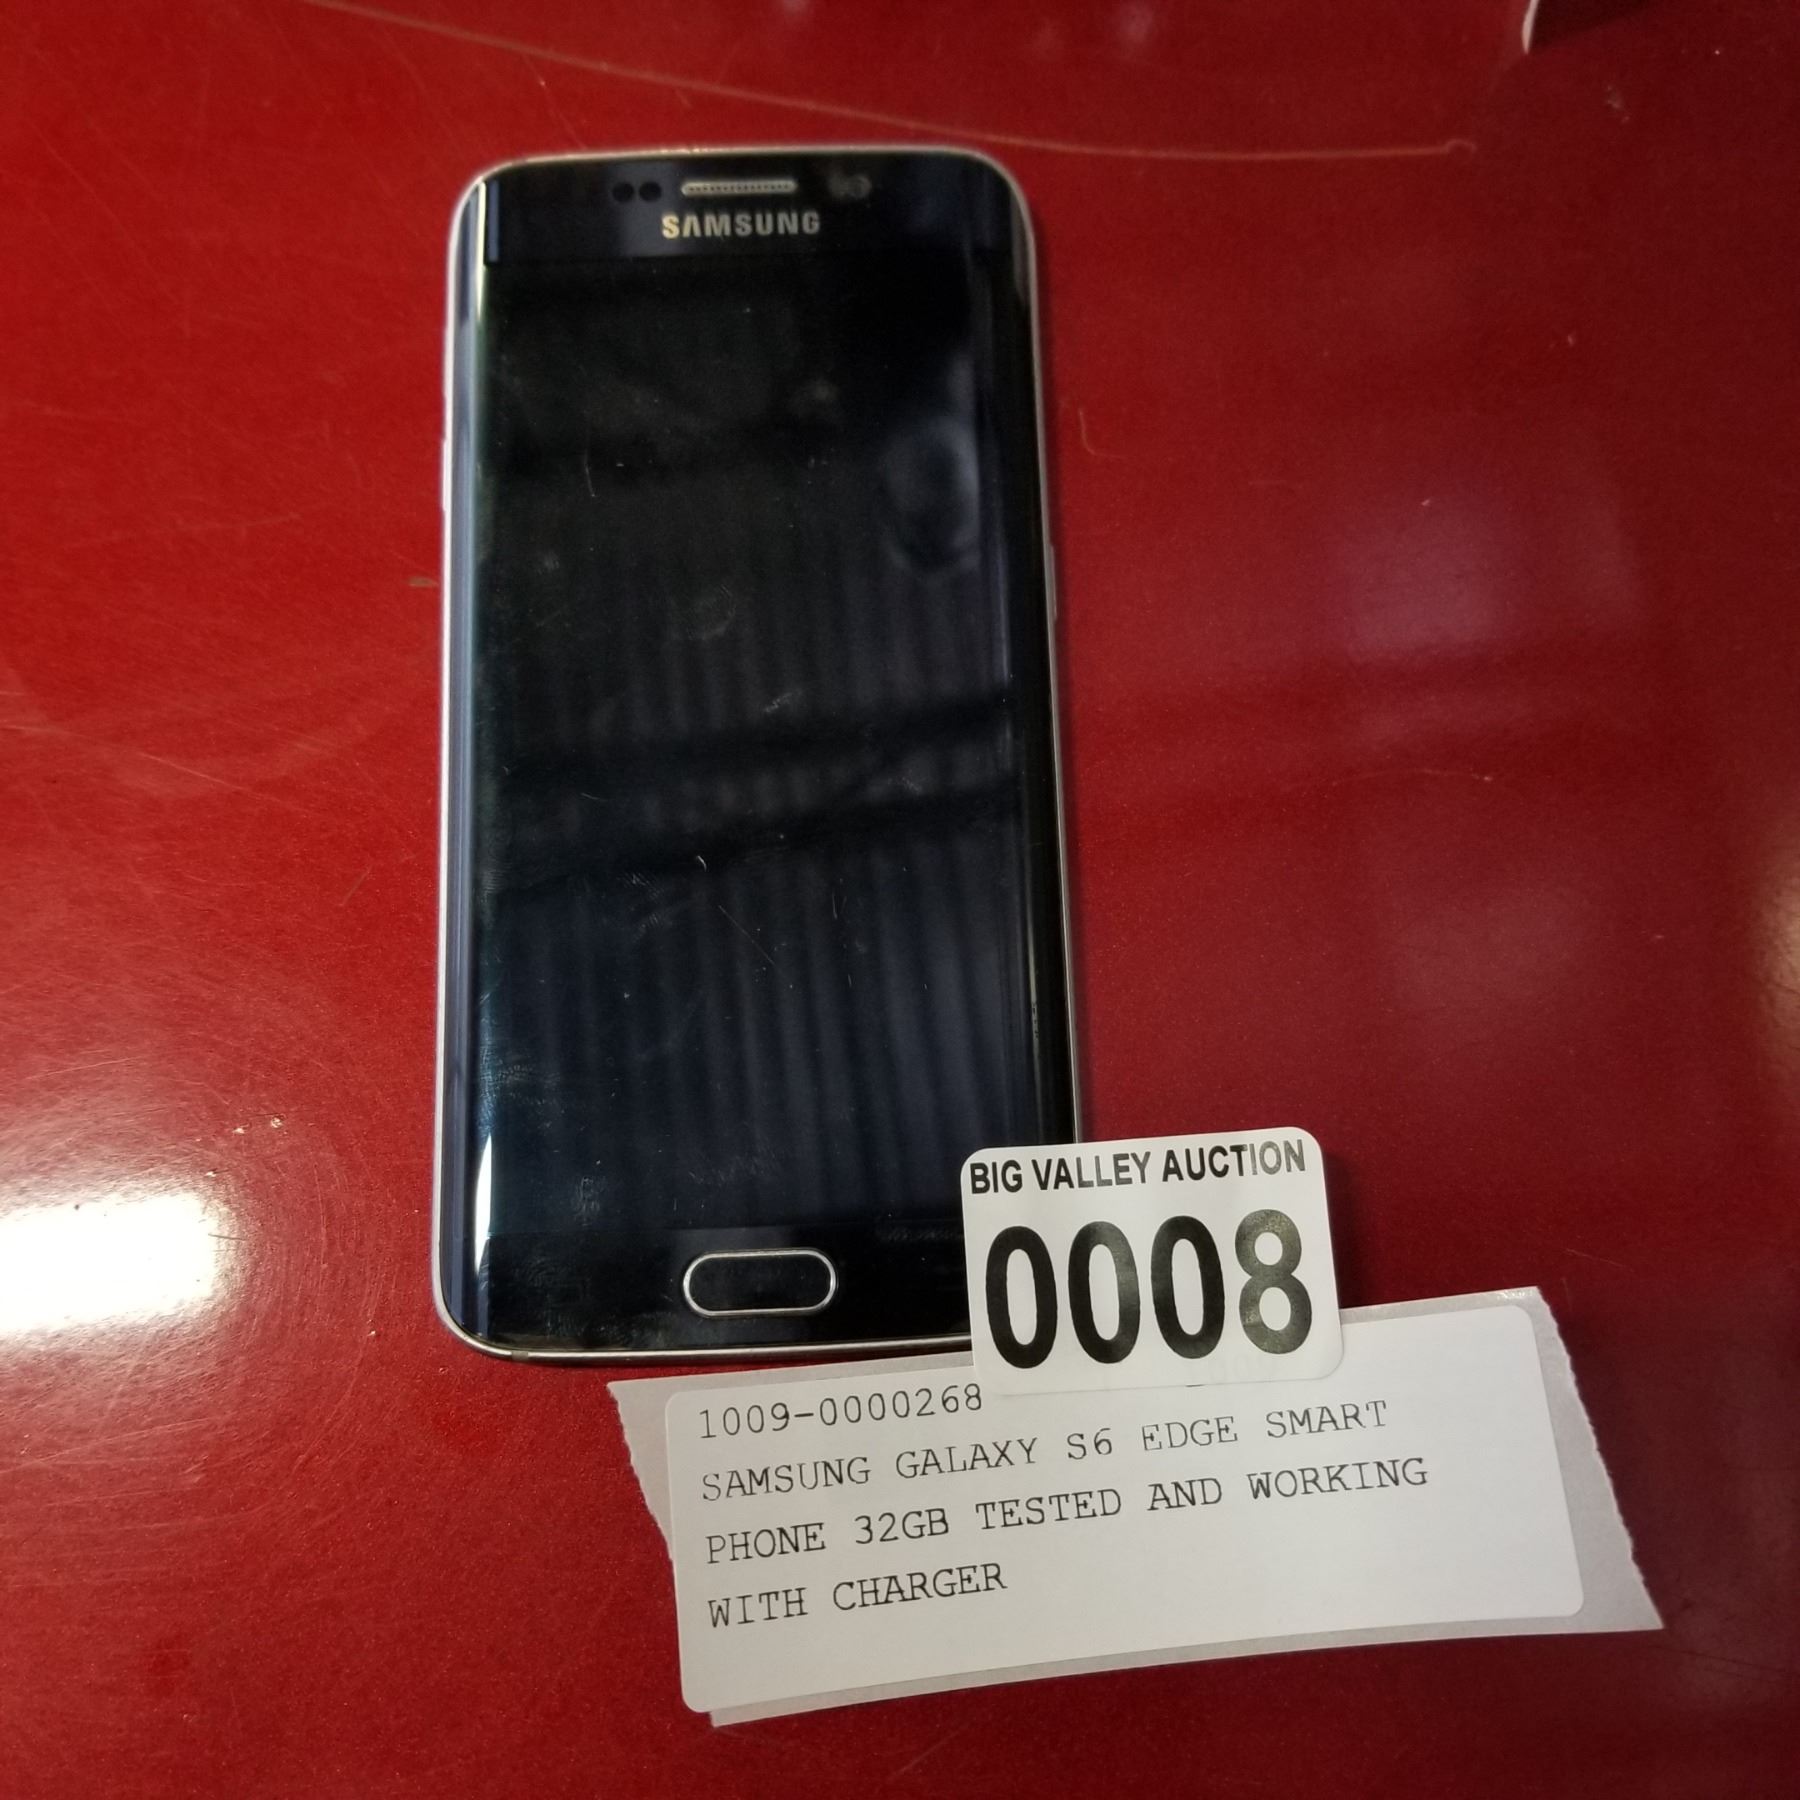 SAMSUNG
BIG VALLEY AUCTION
0008
1009-0000268
SAMSUNG GALAXY S6 EDGE SMART
PHONE 32GB TESTED AND WORKING
WITH CHARGER